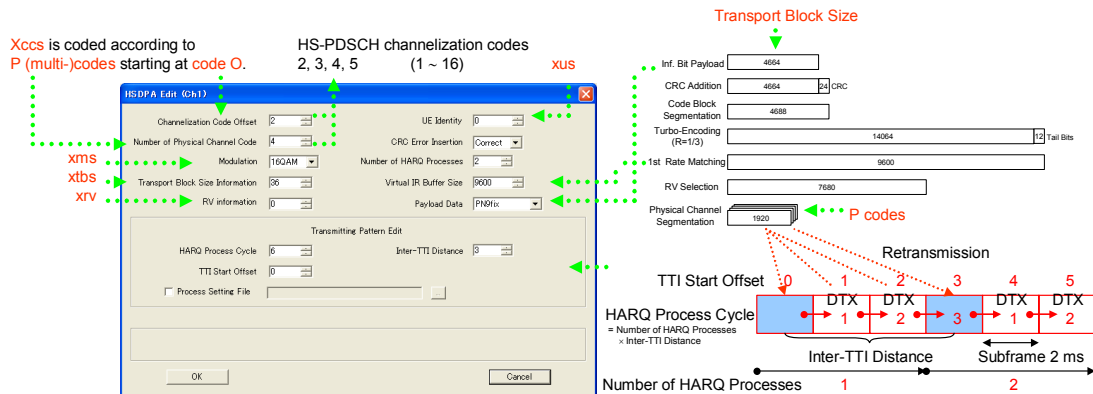 Xccs is coded according to
P (multi-)codes starting at code O.
HS-PDSCH channelization codes
2, 3, 4, 5 (1 ~ 16)
xus
xms
xtbs
xrv
HSDPA Edit (Ch1)
Channelization Code Offset 2
UE Identity 0
Number of Physical Channel Code 4
CRC Error Insertion Correct
Modulation 16QAM
Number of HARQ Processes 2
Transport Block Size Information 36
Virtual IR Buffer Size 9600
RV information 0
Payload Data PN9fix
Transmitting Pattern Edit
HARQ Process Cycle 6
Inter-TTI Distance 3
TTI Start Offset 0
Process Setting File ...
OK
Cancel
Transport Block Size
Inf. Bit Payload 4664
CRC Addition 4664 24 CRC
Code Block
Segmentation 4688
Turbo-Encoding
(R=1/3) 14064 12 Tail Bits
1st Rate Matching 9600
RV Selection 7680
Physical Channel
Segmentation 1920
P codes
Retransmission
TTI Start Offset 0 1 2 3 4 5
DTX DTX DTX DTX
HARQ Process Cycle 1 2 3 1 2
= Number of HARQ Processes
× Inter-TTI Distance
Inter-TTI Distance
Subframe 2 ms
Number of HARQ Processes 1 2